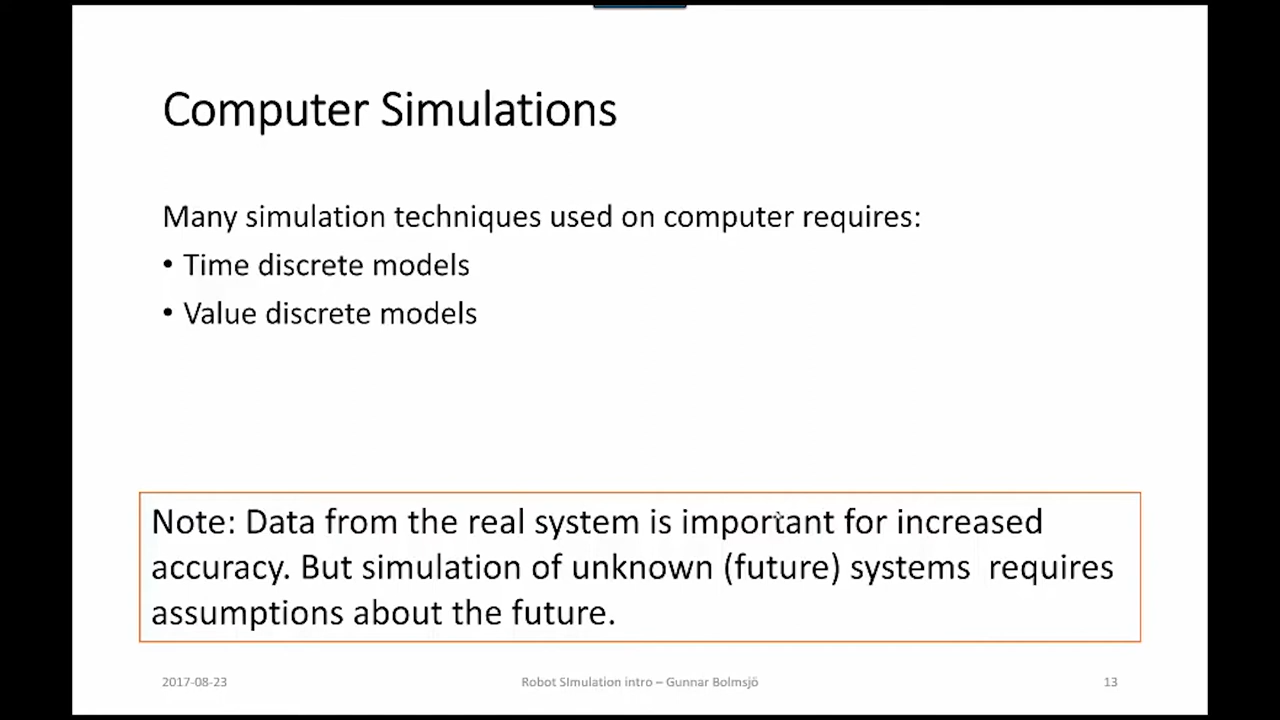 Computer Simulations
Many simulation techniques used on computer requires:
• Time discrete models
• Value discrete models
Note: Data from the real system is important for increased
accuracy. But simulation of unknown (future) systems  requires
assumptions about the future.
2017-08-23
Robot SImulation intro – Gunnar Bolmsjö
13